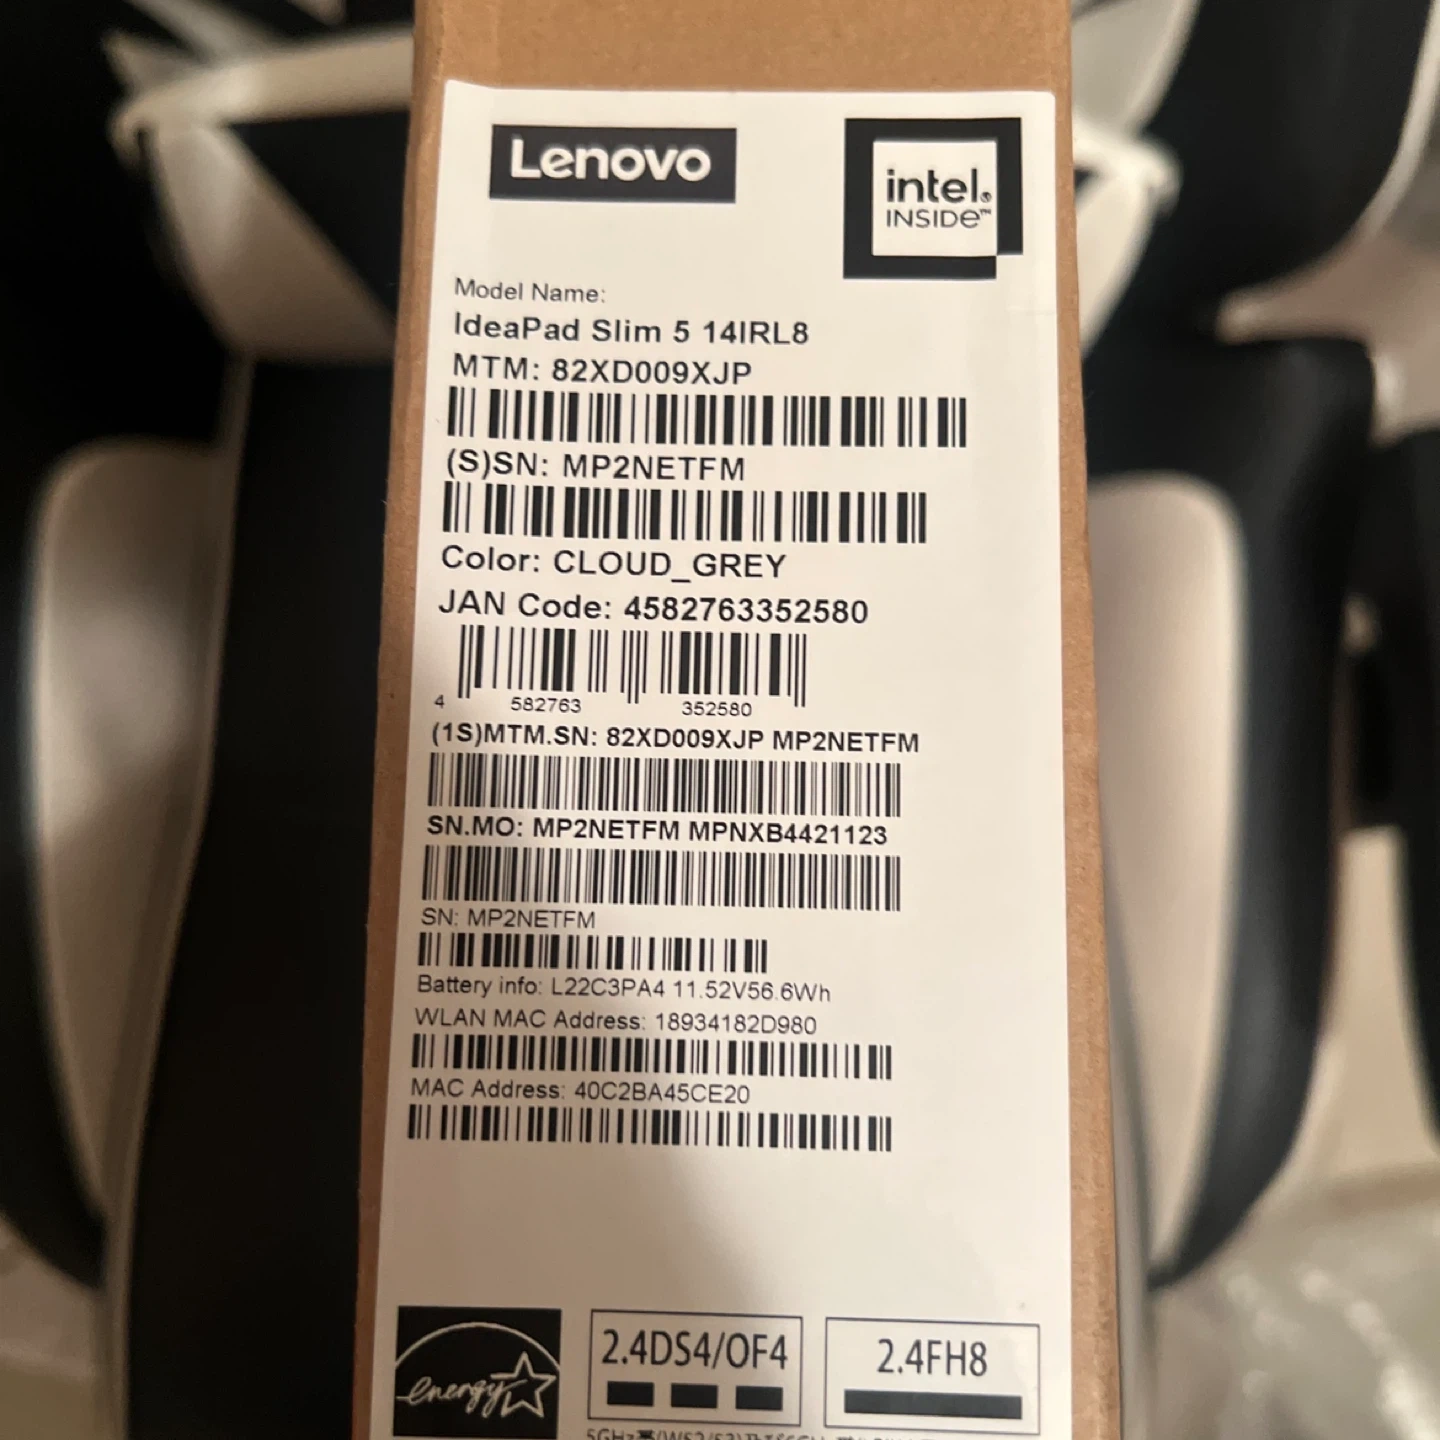 Lenovo
intel®
INSIDE™
Model Name:
IdeaPad Slim 5 14IRL8
MTM: 82XD009XJP
(S)SN: MP2NETFM
Color: CLOUD_GREY
JAN Code: 4582763352580
4 582763 352580
(1S)MTM.SN: 82XD009XJP MP2NETFM
SN.MO: MP2NETFM MPNXB4421123
SN: MP2NETFM
Battery info: L22C3PA4 11.52V56.6Wh
WLAN MAC Address: 18934182D980
MAC Address: 40C2BA45CE20
energy
2.4DS4/OF4
2.4FH8